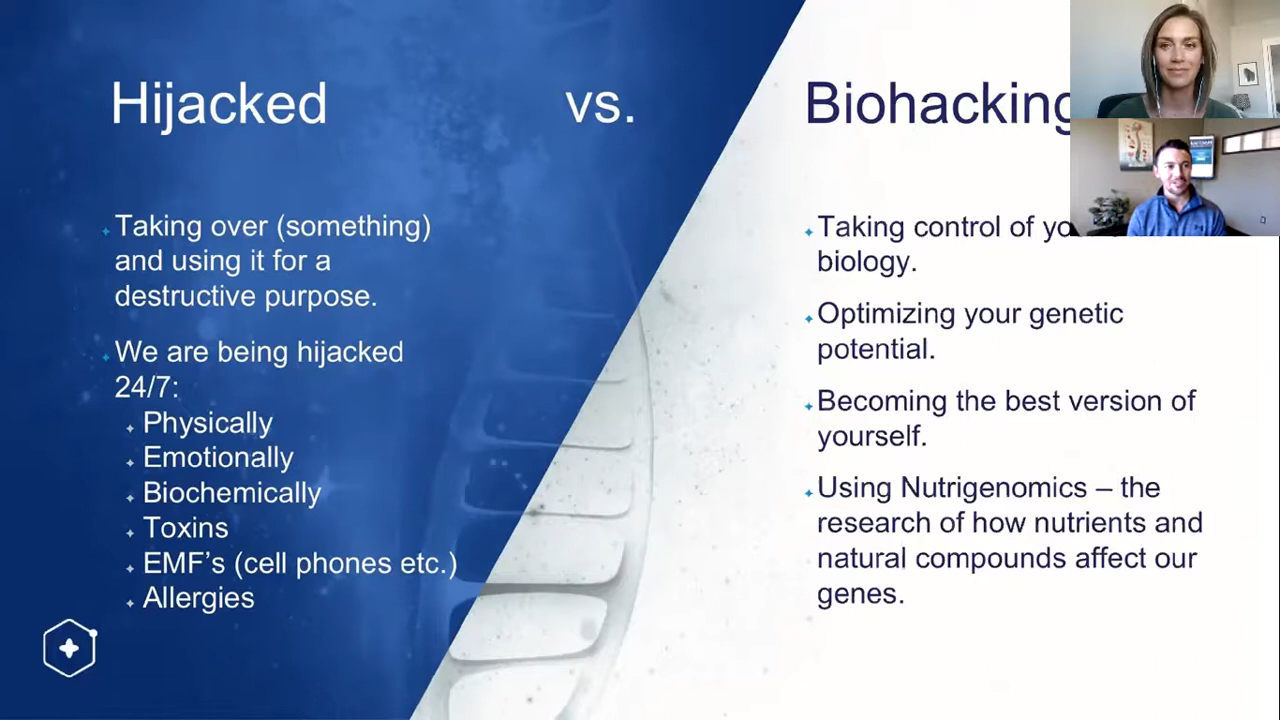 Hijacked
vs.
Biohacking
Taking over (something)
and using it for a
destructive purpose.
We are being hijacked
24/7:
Physically
Emotionally
Biochemically
Toxins
EMF's (cell phones etc.)
Allergies
Taking control of
biology.
Optimizing your genetic
potential.
Becoming the best version of
yourself.
Using Nutrigenomics – the
research of how nutrients and
natural compounds affect our
genes.